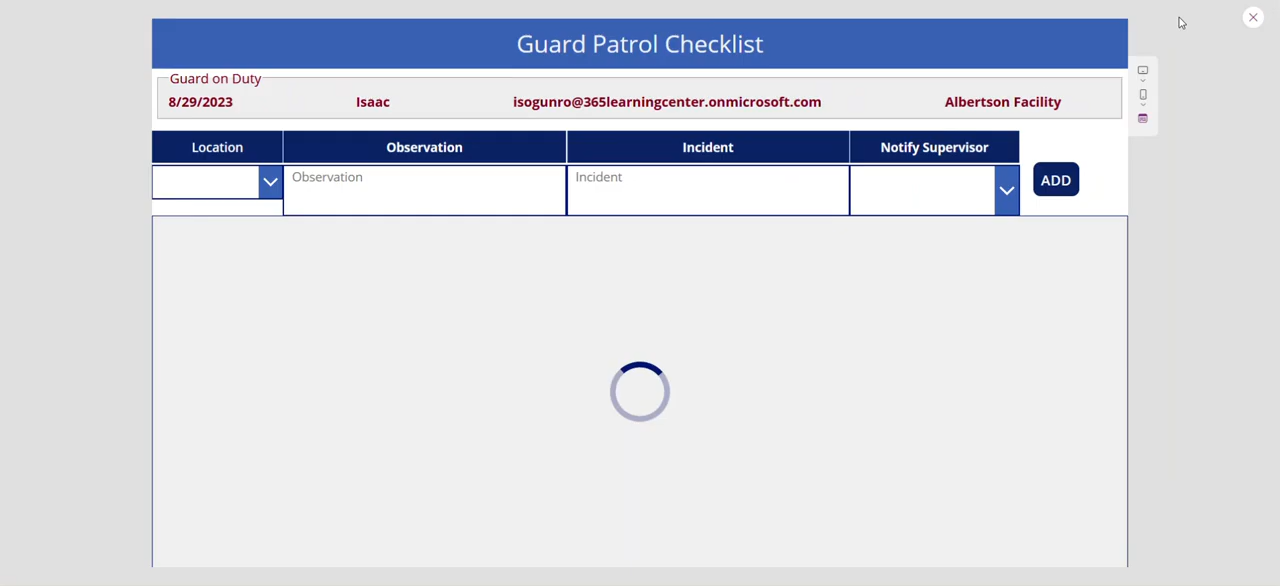 Guard Patrol Checklist
Guard on Duty
8/29/2023 Isaac isogunro@365learningcenter.onmicrosoft.com Albertson Facility
Location Observation Incident Notify Supervisor
Observation Incident ADD